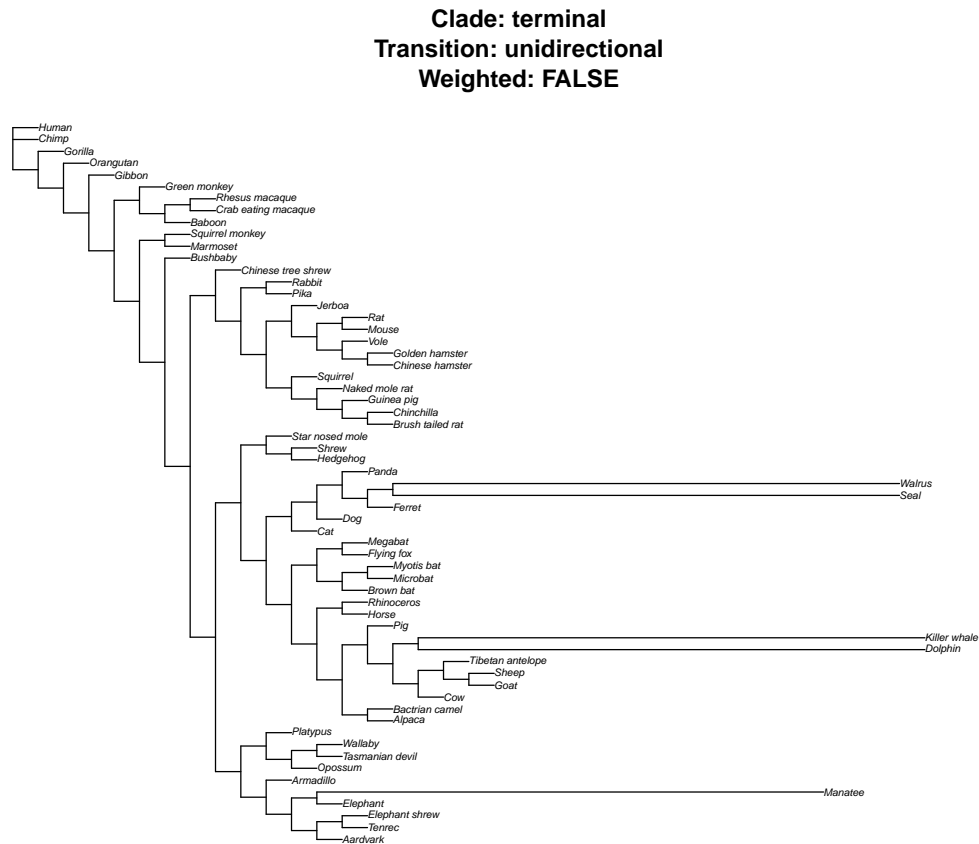 Clade: terminal
Transition: unidirectional
Weighted: FALSE
Human
Chimp
Gorilla
Orangutan
Gibbon
Green monkey
Rhesus macaque
Crab eating macaque
Baboon
Squirrel monkey
Marmoset
Bushbaby
Chinese tree shrew
Rabbit
Pika
Jerboa
Rat
Mouse
Vole
Golden hamster
Chinese hamster
Squirrel
Naked mole rat
Guinea pig
Chinchilla
Brush tailed rat
Star nosed mole
Shrew
Hedgehog
Panda
Walrus
Seal
Ferret
Dog
Cat
Megabat
Flying fox
Myotis bat
Microbat
Brown bat
Rhinoceros
Horse
Pig
Killer whale
Dolphin
Tibetan antelope
Sheep
Goat
Cow
Bactrian camel
Alpaca
Platypus
Wallaby
Tasmanian devil
Opossum
Armadillo
Manatee
Elephant
Elephant shrew
Tenrec
Aardvark